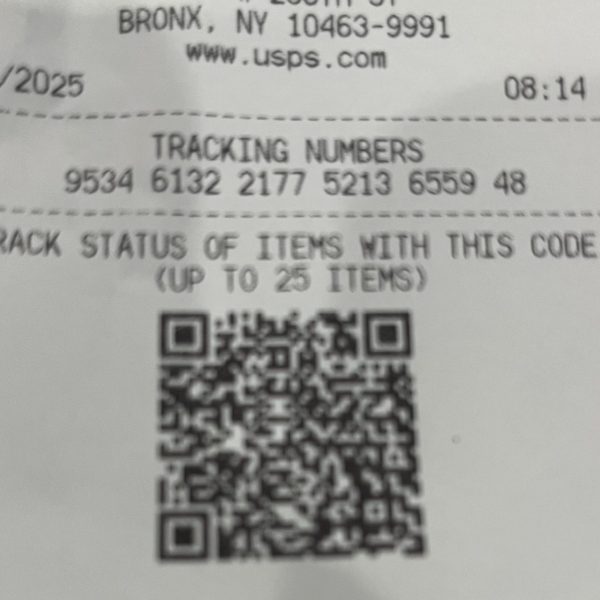 BRONX, NY 10463-9991
www.usps.com
/2025 08:14
TRACKING NUMBERS
9534 6132 2177 5213 6559 48
RACK STATUS OF ITEMS WITH THIS CODE
(UP TO 25 ITEMS)